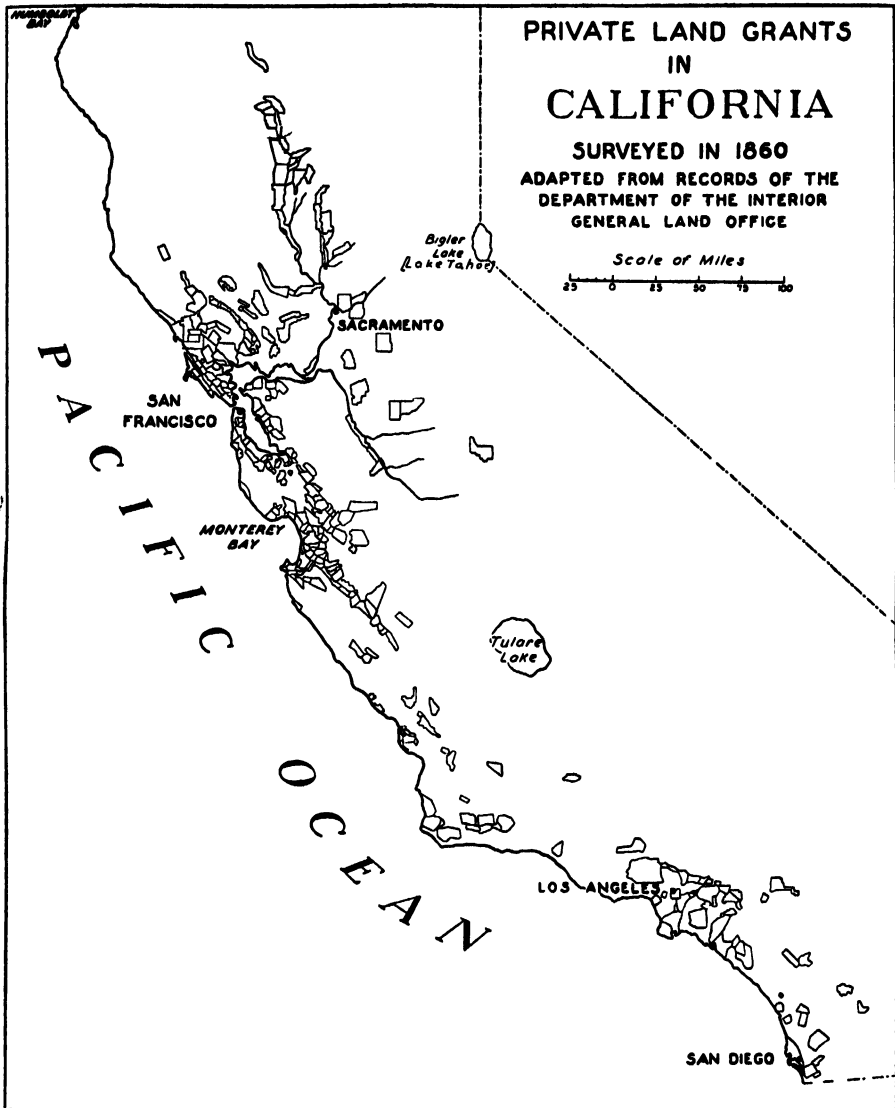 HUMBOLDT
BAY
PRIVATE LAND GRANTS
IN
CALIFORNIA
SURVEYED IN 1860
ADAPTED FROM RECORDS OF THE
DEPARTMENT OF THE INTERIOR
GENERAL LAND OFFICE
Bigler
Lake
(Lake Tahoe)
Scale of Miles
25 0 25 50 75 100
SACRAMENTO
SAN
FRANCISCO
MONTEREY
BAY
PACIFIC
OCEAN
Tulare
Lake
LOS ANGELES
SAN DIEGO